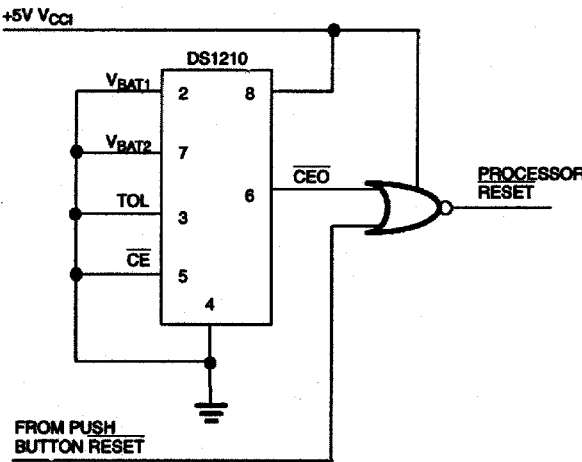 +5V VCCI
DS1210
VBAT1
2
8
VBAT2
7
CEO
PROCESSOR
RESET
6
TOL
3
CE
5
4
FROM PUSH
BUTTON RESET